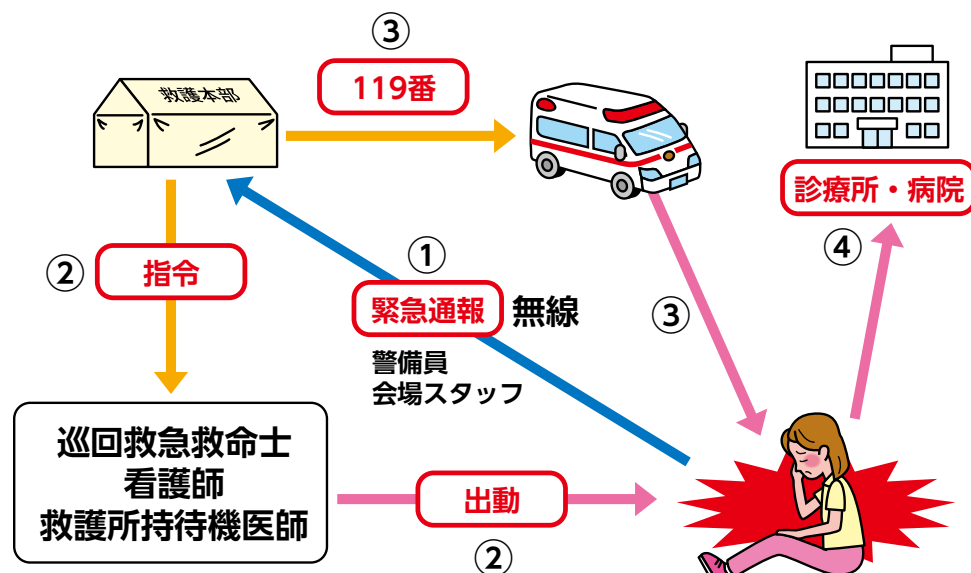 ③
119番
救護本部
診療所・病院
④
②
指令
①
緊急通報 無線
警備員
会場スタッフ
③
巡回救急救命士
看護師
救護所持待機医師
出動
②